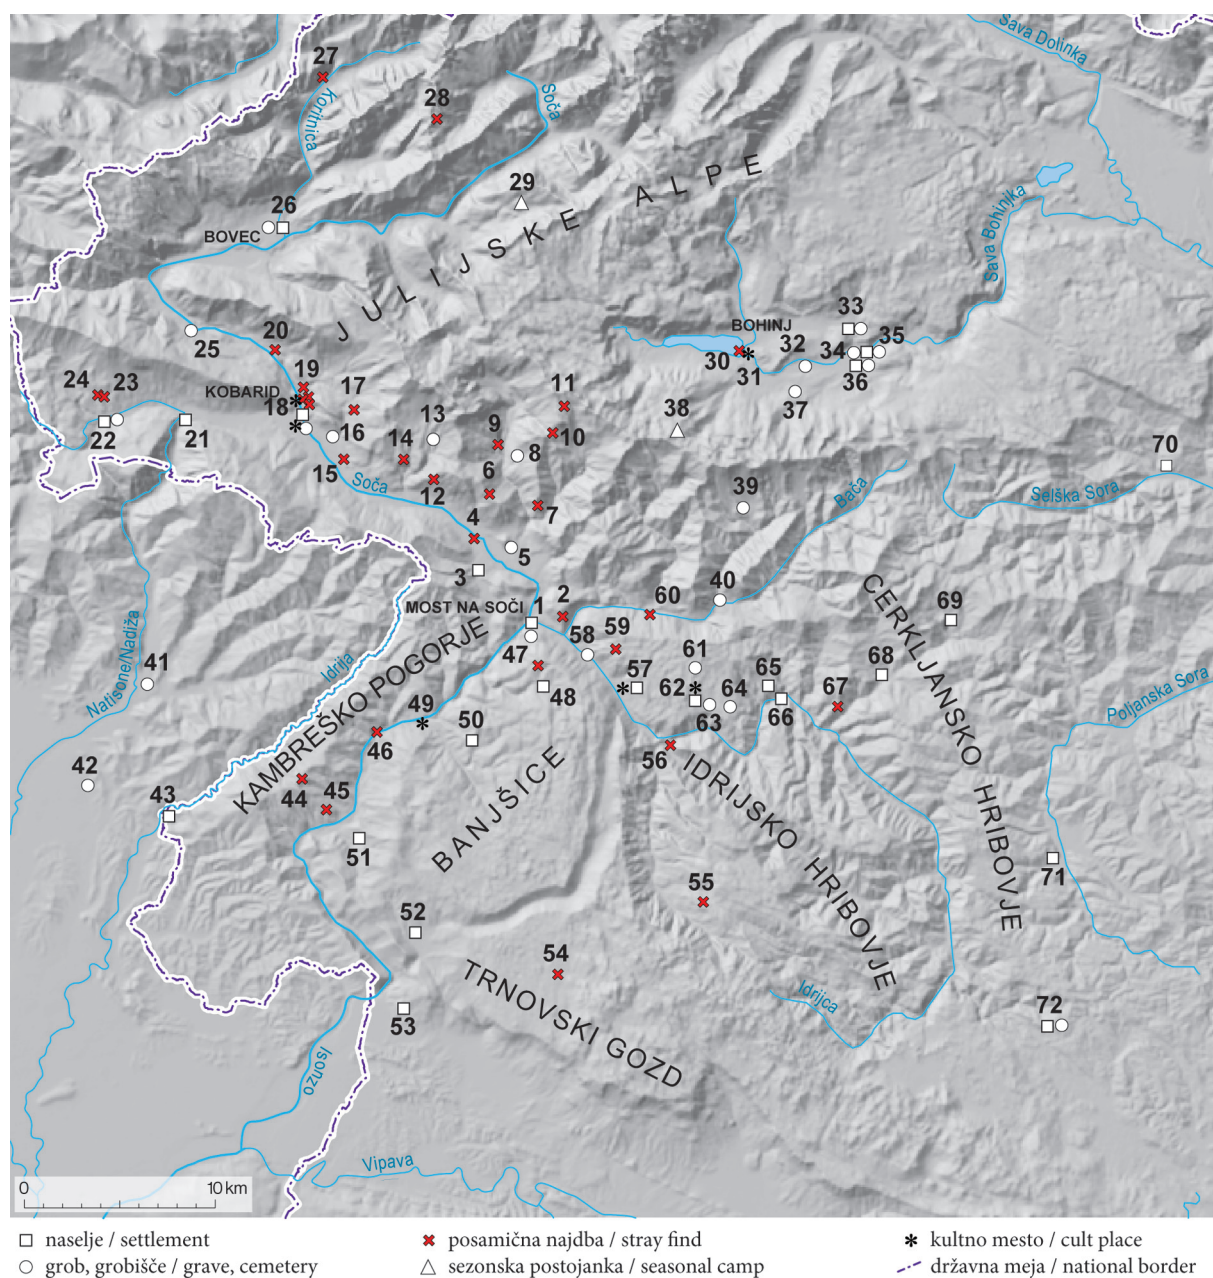 Sava Dolinka
27
Koritnica
28
Soča
29
JULIJSKE ALPE
26
BOVEC
Sava Bohinjka
33
BOHINJ
20
25
30
31
32
34
35
36
37
19
KOBARID
24
23
17
18
11
13
9
10
38
22
21
16
14
8
70
15
12
6
Soča
7
39
Bača
Selška Sora
4
5
3
40
MOST NA SOČI
1
2
60
CERKLJANSKO HRIBOVJE
69
58
59
61
Natisone/Nadiža
41
Idrija
KAMBREŠKO POGORJE
47
48
57
62
63
64
65
66
67
68
Poljanska Sora
49
50
46
56
42
43
44
45
BANJŠICE
IDRIJSKO HRIBOVJE
51
71
55
52
54
TRNOVSKI GOZD
Idrijca
53
72
Isonzo
Vipava
0 10 km
naselje / settlement
posamična najdba / stray find
kultno mesto / cult place
grob, grobišče / grave, cemetery
sezonska postojanka / seasonal camp
državna meja / national border